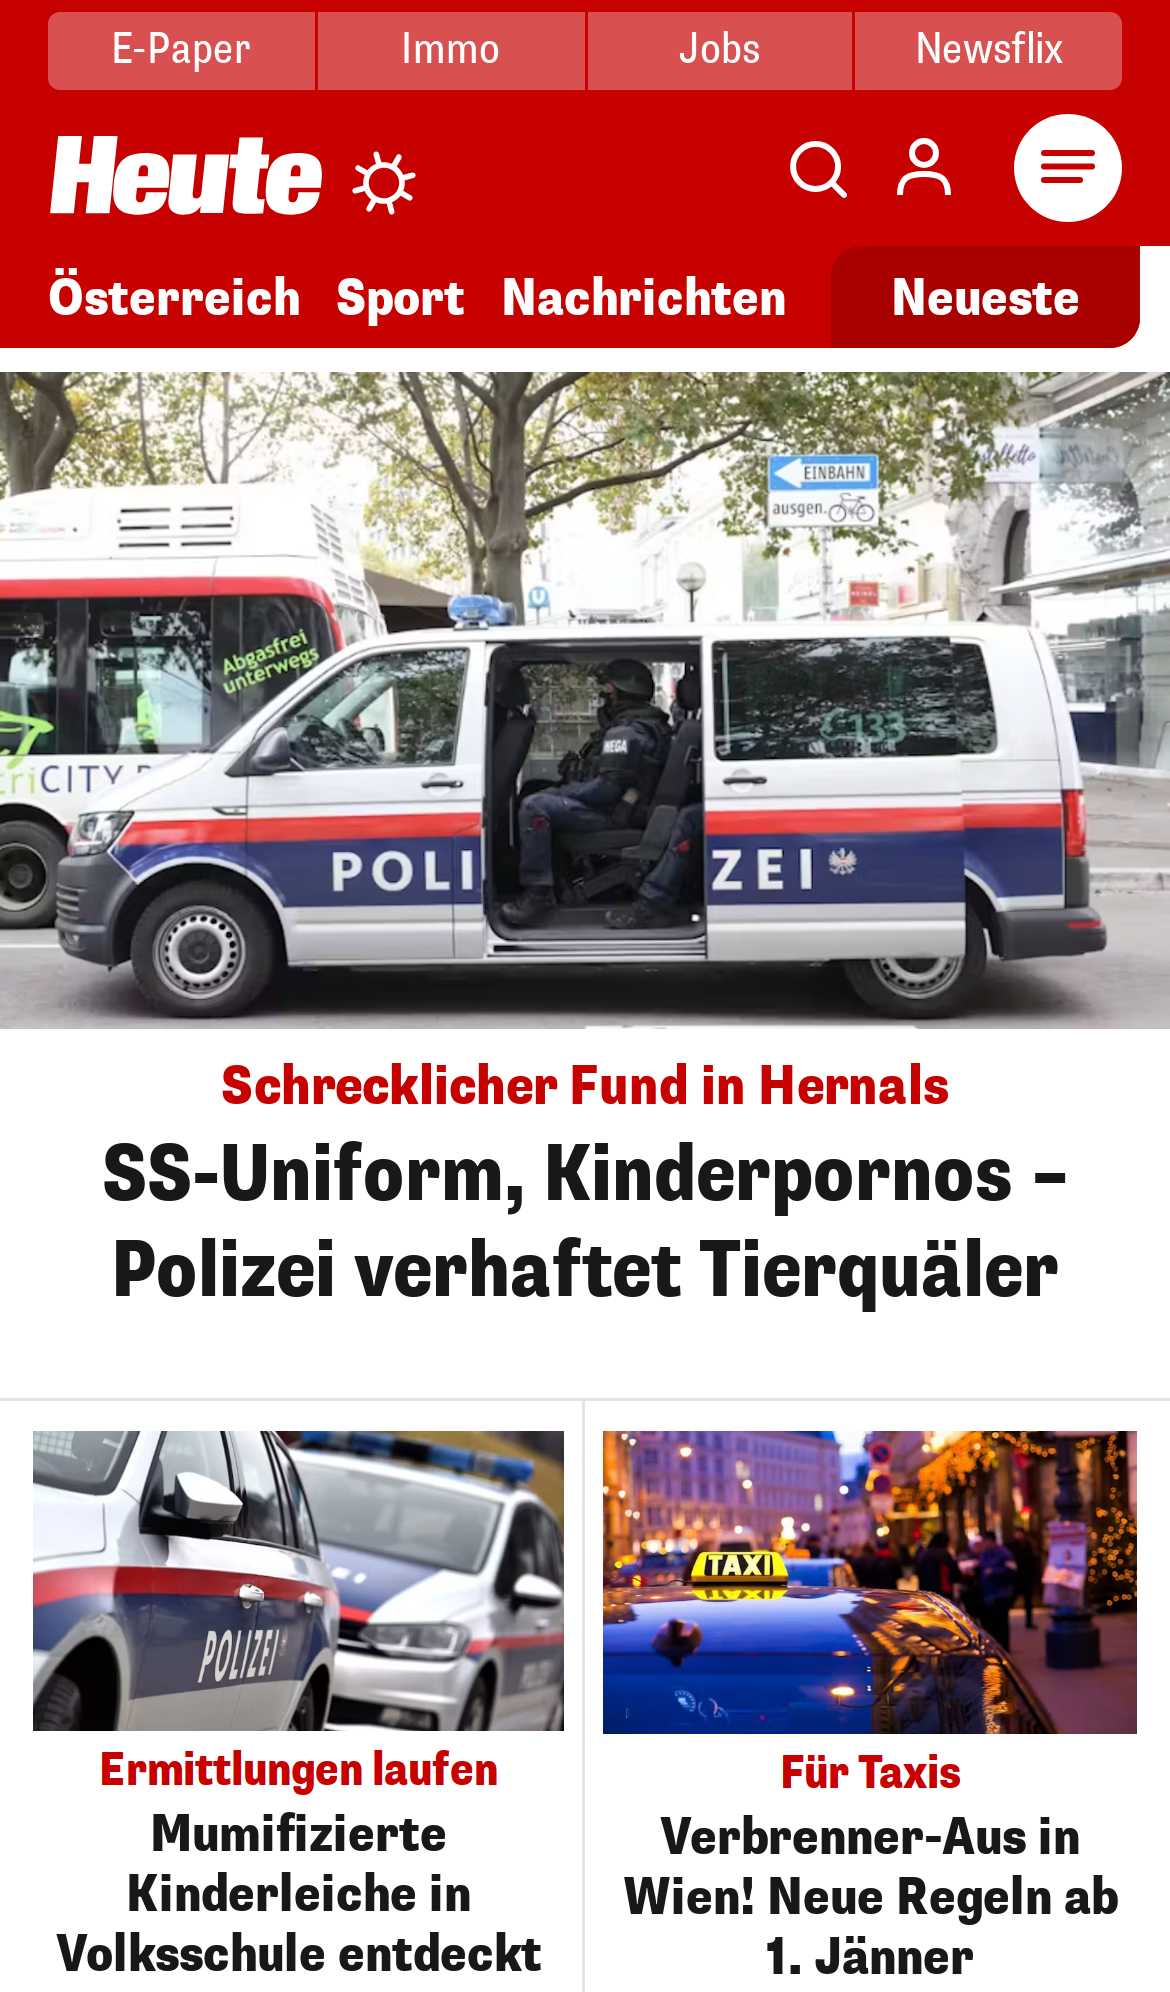 E-Paper
Immo
Jobs
Newsflix
Heute
Österreich
Sport
Nachrichten
Neueste
EINBAHN
ausgen.
Abgasfrei
unterwegs
CITY
133
WEGA
POLI
ZEI
Schrecklicher Fund in Hernals
SS-Uniform, Kinderpornos –
Polizei verhaftet Tierquäler
POLIZEI
Ermittlungen laufen
Mumifizierte
Kinderleiche in
Volksschule entdeckt
TAXI
Für Taxis
Verbrenner-Aus in
Wien! Neue Regeln ab
1. Jänner